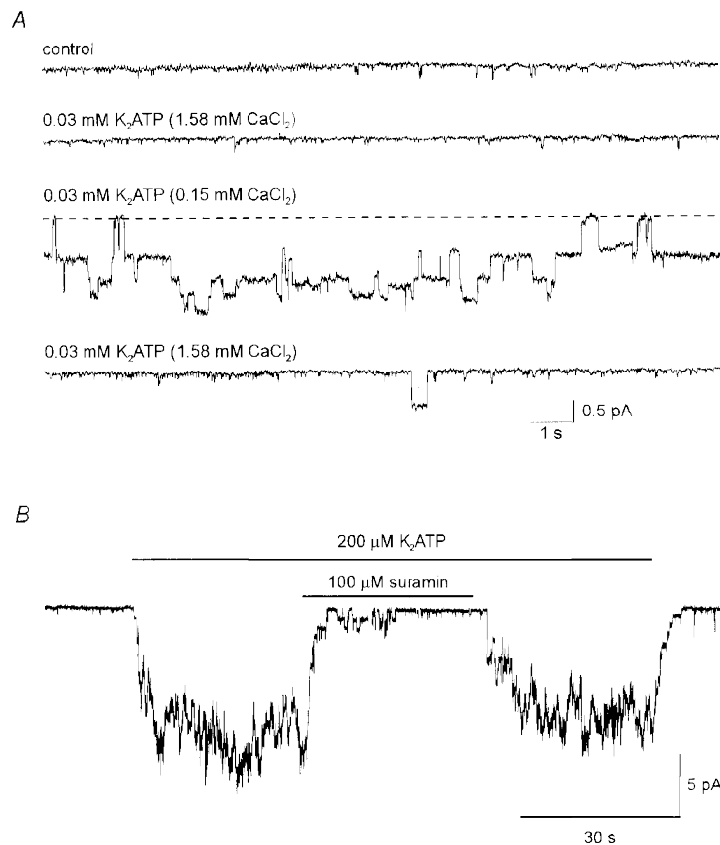 A
control
0.03 mM K₂ATP (1.58 mM CaCl₂)
0.03 mM K₂ATP (0.15 mM CaCl₂)
0.03 mM K₂ATP (1.58 mM CaCl₂)
0.5 pA
1 s
B
200 μM K₂ATP
100 μM suramin
5 pA
30 s